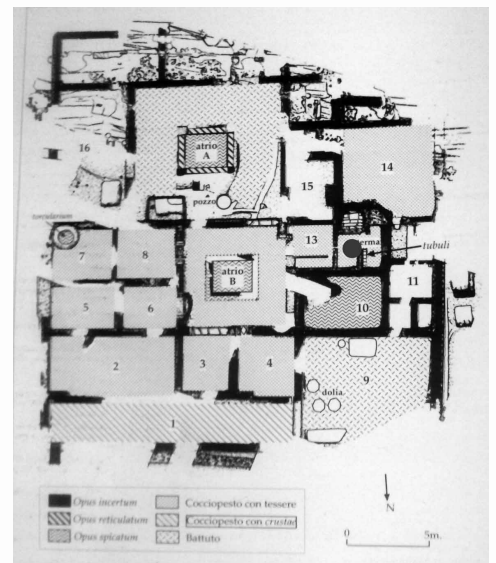 atrio
A
16
14
15
pozzo
torcularium
7
8
13
terma
tubuli
atrio
B
11
5
6
10
2
3
4
9
dolia
1
N
0
5m.
Opus incertum
Cocciopesto con tessere
Opus reticulatum
Cocciopesto con crustae
Opus spicatum
Battuto